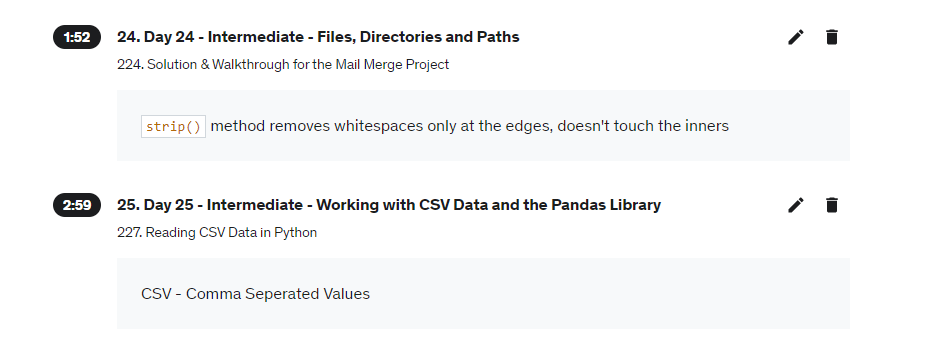 1:52 24. Day 24 - Intermediate - Files, Directories and Paths
224. Solution & Walkthrough for the Mail Merge Project
strip() method removes whitespaces only at the edges, doesn't touch the inners
2:59 25. Day 25 - Intermediate - Working with CSV Data and the Pandas Library
227. Reading CSV Data in Python
CSV - Comma Seperated Values